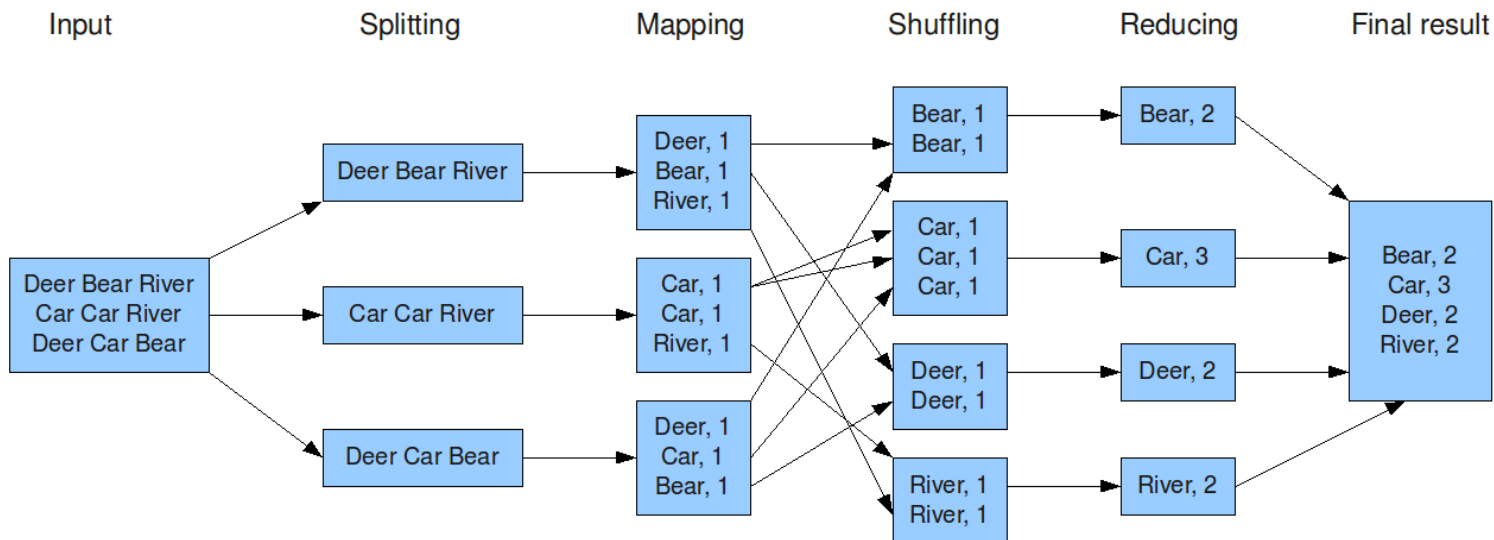 Input
Splitting
Mapping
Shuffling
Reducing
Final result
Deer Bear River
Car Car River
Deer Car Bear
Deer Bear River
Car Car River
Deer Car Bear
Deer, 1
Bear, 1
River, 1
Car, 1
Car, 1
River, 1
Deer, 1
Car, 1
Bear, 1
Bear, 1
Bear, 1
Car, 1
Car, 1
Car, 1
Deer, 1
Deer, 1
River, 1
River, 1
Bear, 2
Car, 3
Deer, 2
River, 2
Bear, 2
Car, 3
Deer, 2
River, 2